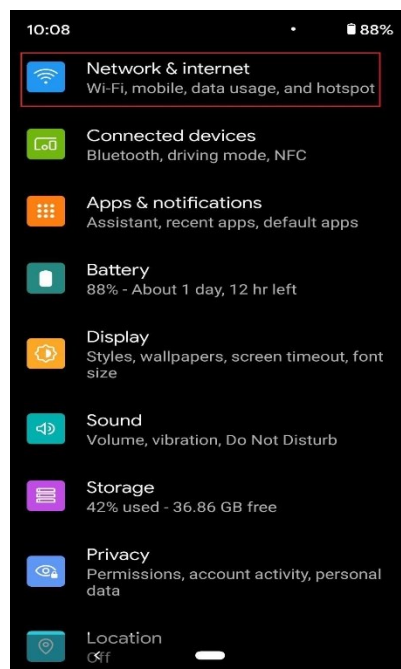 10:08
88%
Network & internet
Wi-Fi, mobile, data usage, and hotspot
Connected devices
Bluetooth, driving mode, NFC
Apps & notifications
Assistant, recent apps, default apps
Battery
88% - About 1 day, 12 hr left
Display
Styles, wallpapers, screen timeout, font
size
Sound
Volume, vibration, Do Not Disturb
Storage
42% used - 36.86 GB free
Privacy
Permissions, account activity, personal
data
Location
Off